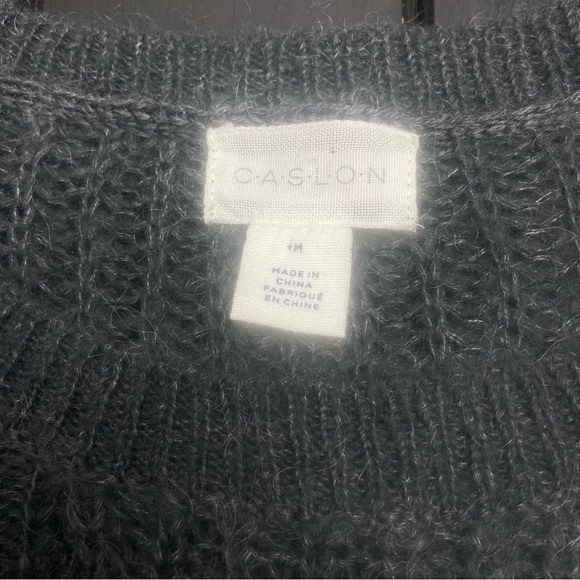 C·A·S·L·O·N
M
MADE IN
CHINA
FABRIQUÉ
EN CHINE